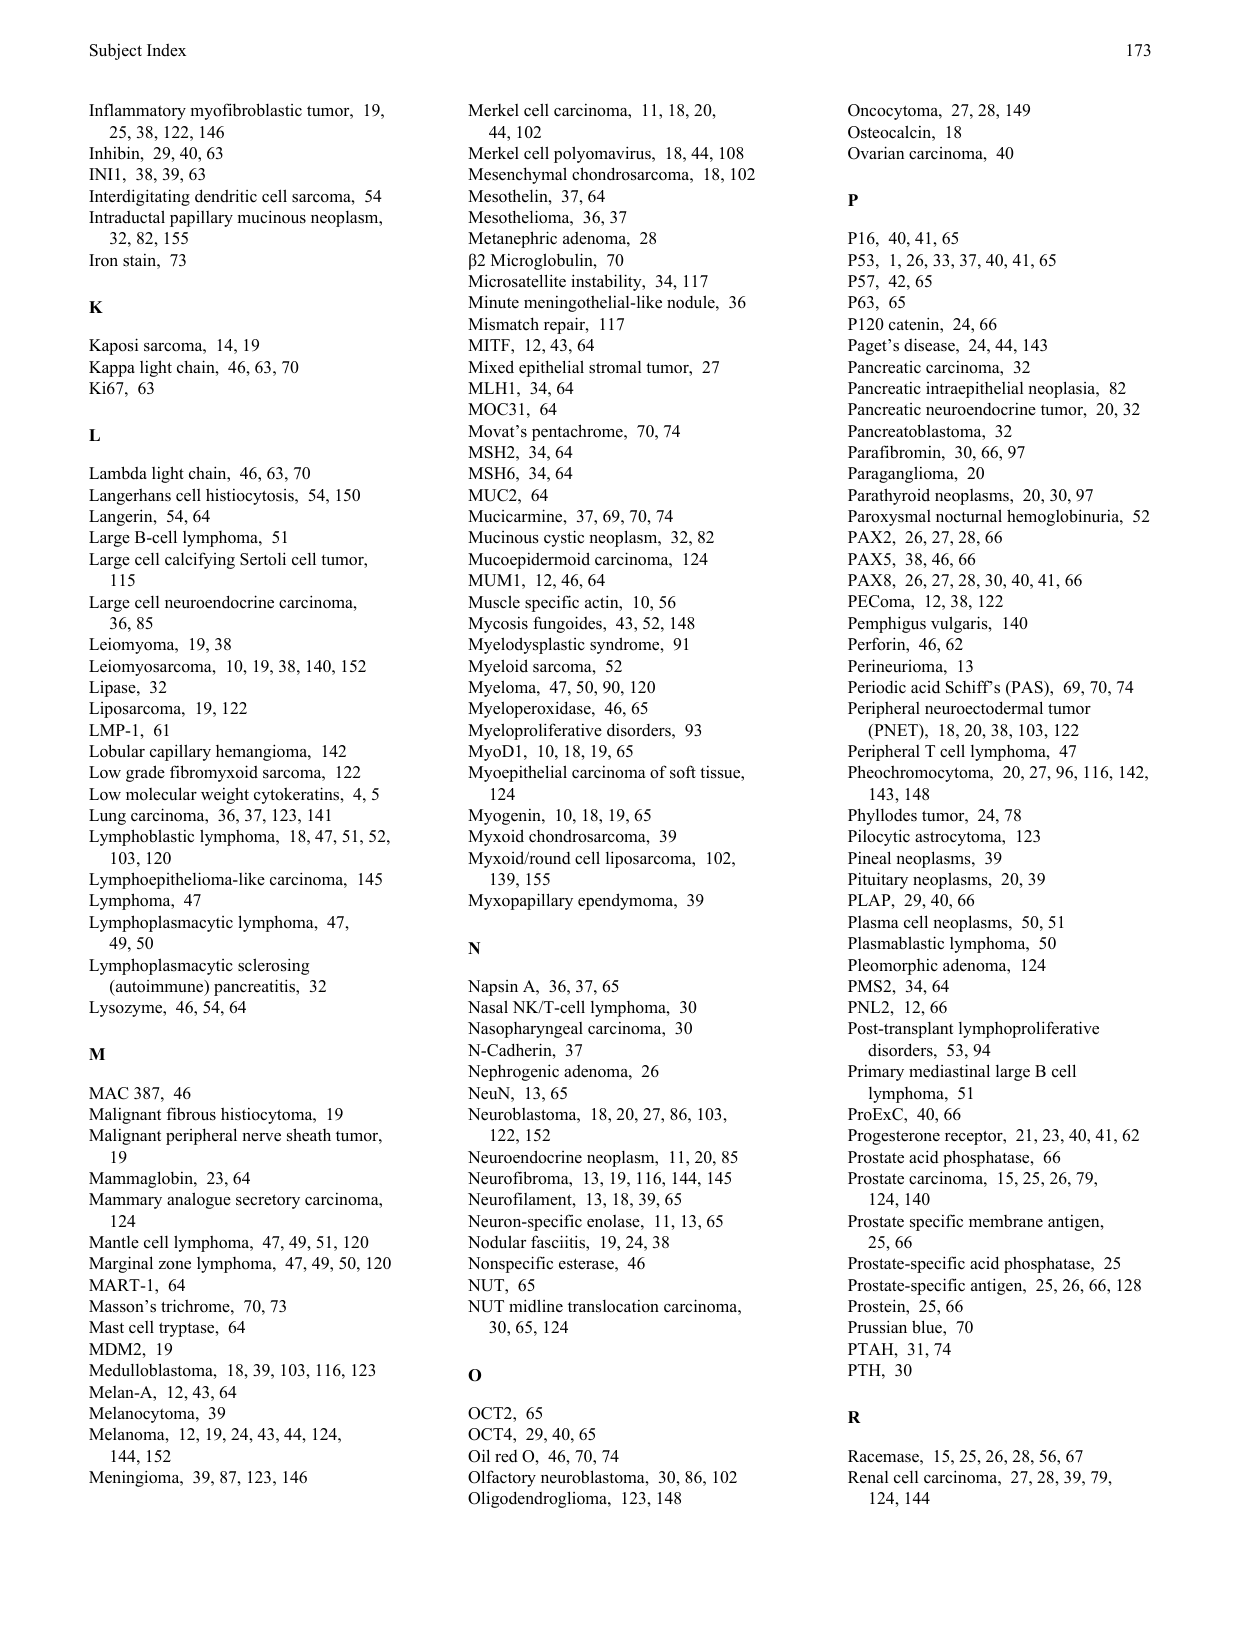 Subject Index
173
Inflammatory myofibroblastic tumor, 19,
25, 38, 122, 146
Inhibin, 29, 40, 63
INI1, 38, 39, 63
Interdigitating dendritic cell sarcoma, 54
Intraductal papillary mucinous neoplasm,
32, 82, 155
Iron stain, 73
K
Kaposi sarcoma, 14, 19
Kappa light chain, 46, 63, 70
Ki67, 63
L
Lambda light chain, 46, 63, 70
Langerhans cell histiocytosis, 54, 150
Langerin, 54, 64
Large B-cell lymphoma, 51
Large cell calcifying Sertoli cell tumor,
115
Large cell neuroendocrine carcinoma,
36, 85
Leiomyoma, 19, 38
Leiomyosarcoma, 10, 19, 38, 140, 152
Lipase, 32
Liposarcoma, 19, 122
LMP-1, 61
Lobular capillary hemangioma, 142
Low grade fibromyxoid sarcoma, 122
Low molecular weight cytokeratins, 4, 5
Lung carcinoma, 36, 37, 123, 141
Lymphoblastic lymphoma, 18, 47, 51, 52,
103, 120
Lymphoepithelioma-like carcinoma, 145
Lymphoma, 47
Lymphoplasmacytic lymphoma, 47,
49, 50
Lymphoplasmacytic sclerosing
(autoimmune) pancreatitis, 32
Lysozyme, 46, 54, 64
M
MAC 387, 46
Malignant fibrous histiocytoma, 19
Malignant peripheral nerve sheath tumor,
19
Mammaglobin, 23, 64
Mammary analogue secretory carcinoma,
124
Mantle cell lymphoma, 47, 49, 51, 120
Marginal zone lymphoma, 47, 49, 50, 120
MART-1, 64
Masson's trichrome, 70, 73
Mast cell tryptase, 64
MDM2, 19
Medulloblastoma, 18, 39, 103, 116, 123
Melan-A, 12, 43, 64
Melanocytoma, 39
Melanoma, 12, 19, 24, 43, 44, 124,
144, 152
Meningioma, 39, 87, 123, 146
Merkel cell carcinoma, 11, 18, 20,
44, 102
Merkel cell polyomavirus, 18, 44, 108
Mesenchymal chondrosarcoma, 18, 102
Mesothelin, 37, 64
Mesothelioma, 36, 37
Metanephric adenoma, 28
β2 Microglobulin, 70
Microsatellite instability, 34, 117
Minute meningothelial-like nodule, 36
Mismatch repair, 117
MITF, 12, 43, 64
Mixed epithelial stromal tumor, 27
MLH1, 34, 64
MOC31, 64
Movat's pentachrome, 70, 74
MSH2, 34, 64
MSH6, 34, 64
MUC2, 64
Mucicarmine, 37, 69, 70, 74
Mucinous cystic neoplasm, 32, 82
Mucoepidermoid carcinoma, 124
MUM1, 12, 46, 64
Muscle specific actin, 10, 56
Mycosis fungoides, 43, 52, 148
Myelodysplastic syndrome, 91
Myeloid sarcoma, 52
Myeloma, 47, 50, 90, 120
Myeloperoxidase, 46, 65
Myeloproliferative disorders, 93
MyoD1, 10, 18, 19, 65
Myoepithelial carcinoma of soft tissue,
124
Myogenin, 10, 18, 19, 65
Myxoid chondrosarcoma, 39
Myxoid/round cell liposarcoma, 102,
139, 155
Myxopapillary ependymoma, 39
N
Napsin A, 36, 37, 65
Nasal NK/T-cell lymphoma, 30
Nasopharyngeal carcinoma, 30
N-Cadherin, 37
Nephrogenic adenoma, 26
NeuN, 13, 65
Neuroblastoma, 18, 20, 27, 86, 103,
122, 152
Neuroendocrine neoplasm, 11, 20, 85
Neurofibroma, 13, 19, 116, 144, 145
Neurofilament, 13, 18, 39, 65
Neuron-specific enolase, 11, 13, 65
Nodular fasciitis, 19, 24, 38
Nonspecific esterase, 46
NUT, 65
NUT midline translocation carcinoma,
30, 65, 124
O
OCT2, 65
OCT4, 29, 40, 65
Oil red O, 46, 70, 74
Olfactory neuroblastoma, 30, 86, 102
Oligodendroglioma, 123, 148
Oncocytoma, 27, 28, 149
Osteocalcin, 18
Ovarian carcinoma, 40
P
P16, 40, 41, 65
P53, 1, 26, 33, 37, 40, 41, 65
P57, 42, 65
P63, 65
P120 catenin, 24, 66
Paget's disease, 24, 44, 143
Pancreatic carcinoma, 32
Pancreatic intraepithelial neoplasia, 82
Pancreatic neuroendocrine tumor, 20, 32
Pancreatoblastoma, 32
Parafibromin, 30, 66, 97
Paraganglioma, 20
Parathyroid neoplasms, 20, 30, 97
Paroxysmal nocturnal hemoglobinuria, 52
PAX2, 26, 27, 28, 66
PAX5, 38, 46, 66
PAX8, 26, 27, 28, 30, 40, 41, 66
PEComa, 12, 38, 122
Pemphigus vulgaris, 140
Perforin, 46, 62
Perineurioma, 13
Periodic acid Schiff's (PAS), 69, 70, 74
Peripheral neuroectodermal tumor
(PNET), 18, 20, 38, 103, 122
Peripheral T cell lymphoma, 47
Pheochromocytoma, 20, 27, 96, 116, 142,
143, 148
Phyllodes tumor, 24, 78
Pilocytic astrocytoma, 123
Pineal neoplasms, 39
Pituitary neoplasms, 20, 39
PLAP, 29, 40, 66
Plasma cell neoplasms, 50, 51
Plasmablastic lymphoma, 50
Pleomorphic adenoma, 124
PMS2, 34, 64
PNL2, 12, 66
Post-transplant lymphoproliferative
disorders, 53, 94
Primary mediastinal large B cell
lymphoma, 51
ProExC, 40, 66
Progesterone receptor, 21, 23, 40, 41, 62
Prostate acid phosphatase, 66
Prostate carcinoma, 15, 25, 26, 79,
124, 140
Prostate specific membrane antigen,
25, 66
Prostate-specific acid phosphatase, 25
Prostate-specific antigen, 25, 26, 66, 128
Prostein, 25, 66
Prussian blue, 70
PTAH, 31, 74
PTH, 30
R
Racemase, 15, 25, 26, 28, 56, 67
Renal cell carcinoma, 27, 28, 39, 79,
124, 144